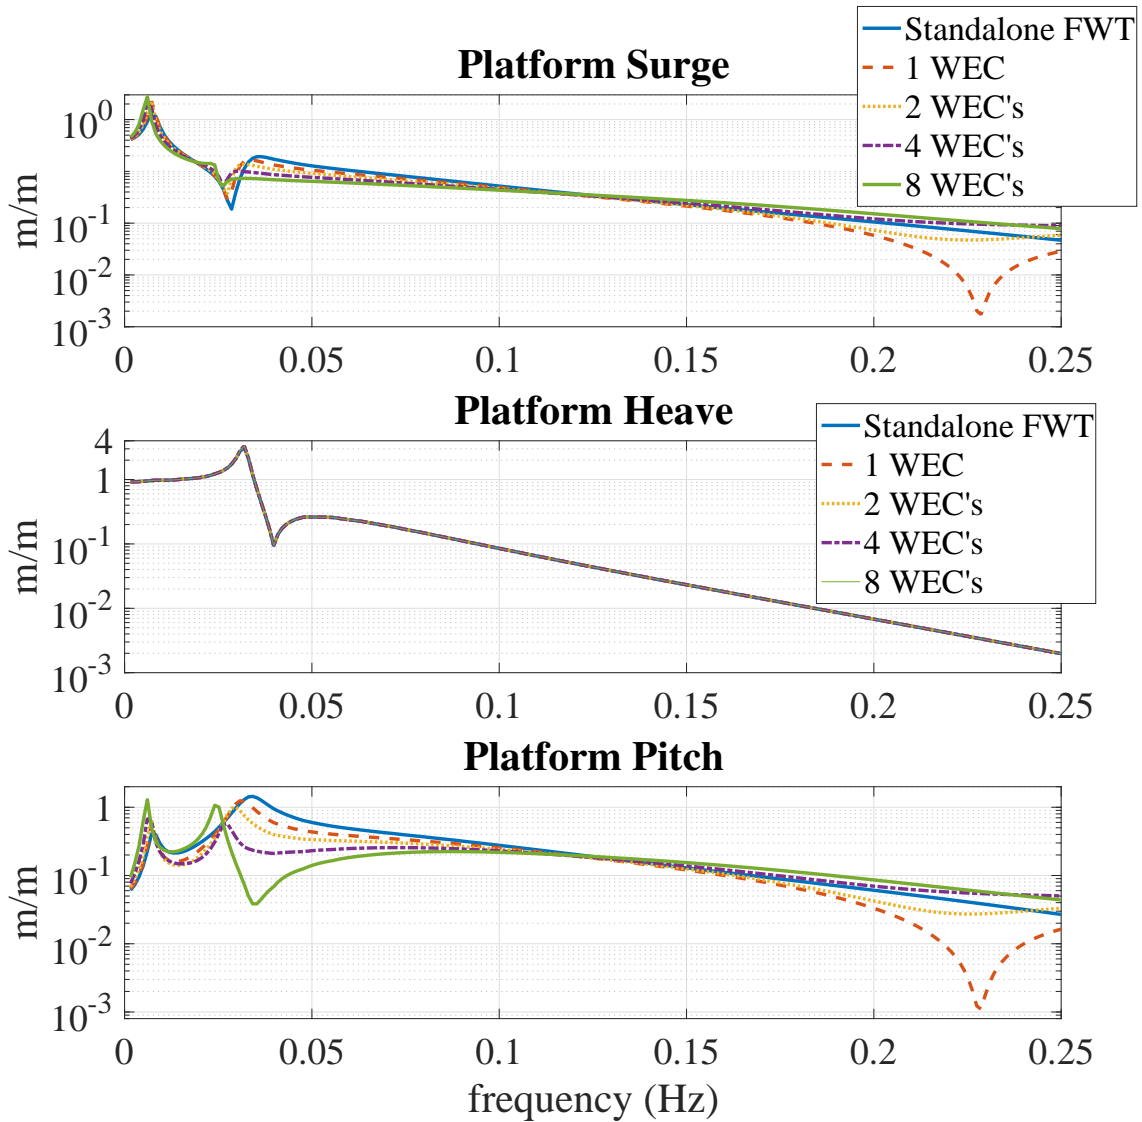 Platform Surge
Standalone FWT
1 WEC
2 WEC's
4 WEC's
8 WEC's
m/m
10^0
10^-1
10^-2
10^-3
0 0.05 0.1 0.15 0.2 0.25
Platform Heave
Standalone FWT
1 WEC
2 WEC's
4 WEC's
8 WEC's
m/m
4
1
10^-1
10^-2
10^-3
0 0.05 0.1 0.15 0.2 0.25
Platform Pitch
m/m
1
10^-1
10^-2
10^-3
0 0.05 0.1 0.15 0.2 0.25
frequency (Hz)